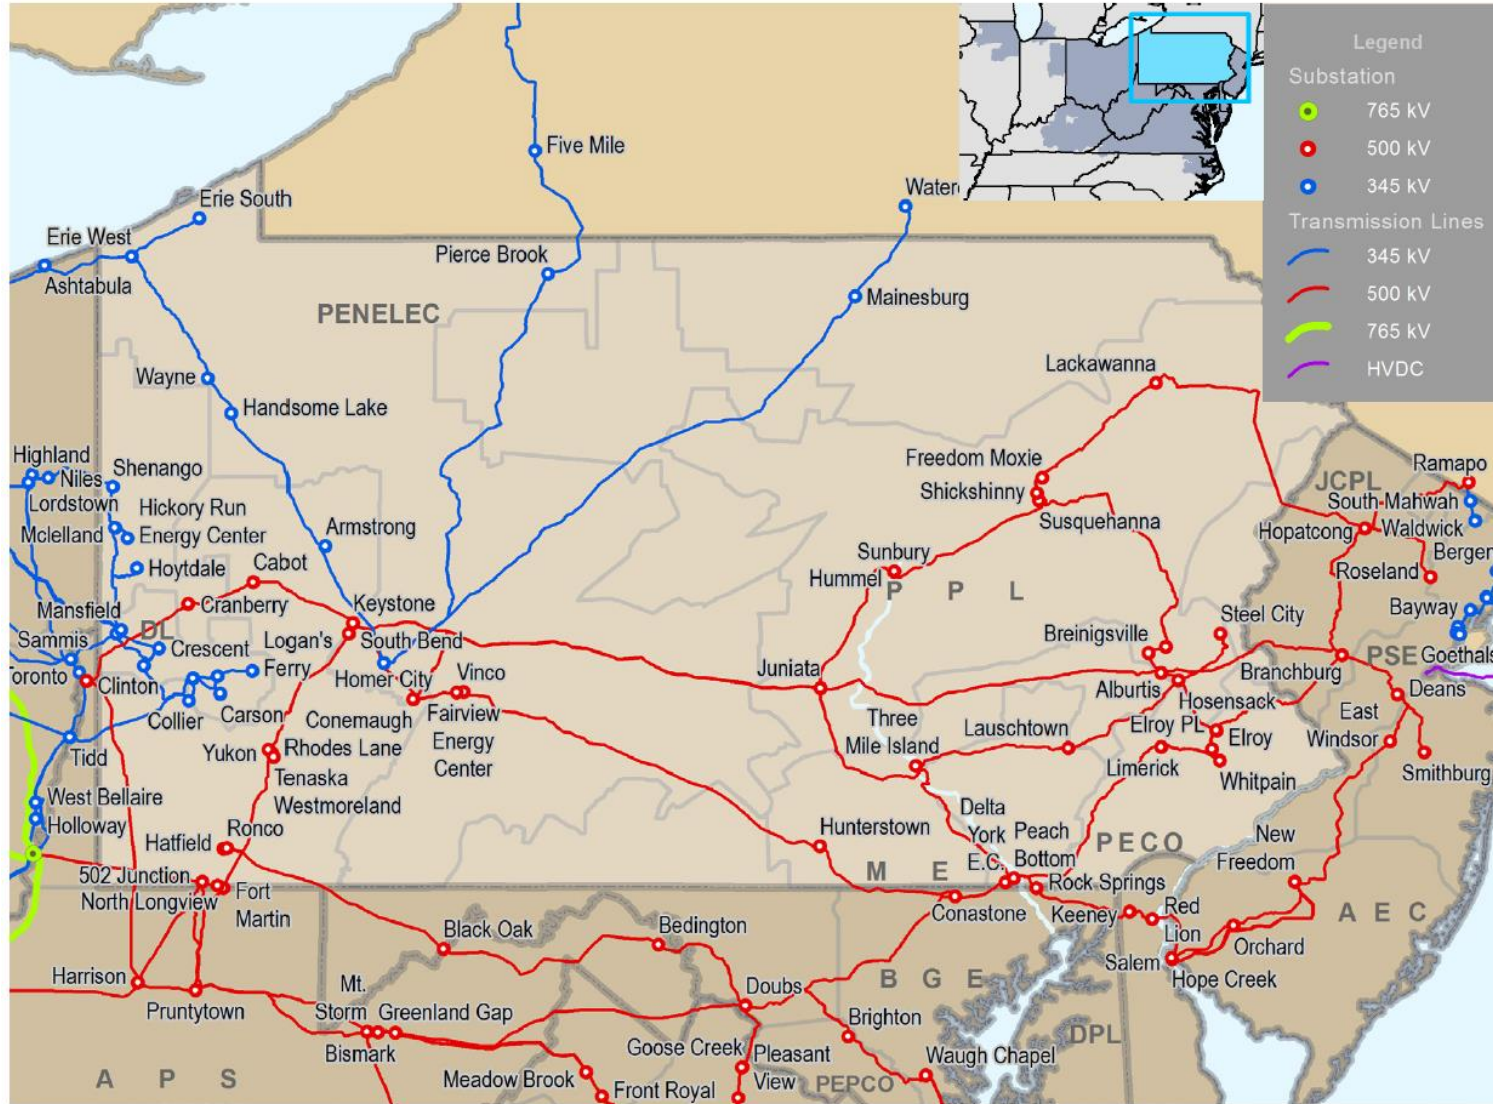 Legend
Substation
765 kV
500 kV
345 kV
Transmission Lines
345 kV
500 kV
765 kV
HVDC
Five Mile
Erie South
Erie West
Ashtabula
Pierce Brook
Mainesburg
PENELEC
Wayne
Handsome Lake
Lackawanna
Highland
Niles
Shenango
Lordstown
Hickory Run
Mclelland
Energy Center
Armstrong
Hoytdale
Cabot
Freedom Moxie
Shickshinny
Susquehanna
JCPL
Ramapo
South Mahwah
Hopatcong
Waldwick
Bergen
Roseland
Sunbury
Hummel
P P L
Mansfield
DL
Cranberry
Keystone
Sammis
Logan's
South Bend
Crescent
Ferry
Clinton
Homer City
Vinco
Juniata
Breinigsville
Steel City
Bayway
PSE
Goethals
Branchburg
Deans
Collier
Carson
Conemaugh
Fairview
Energy
Center
Alburtis
Hosensack
Three
Mile Island
Lauschtown
Elroy PL
Elroy
East
Windsor
Tidd
Yukon
Rhodes Lane
Tenaska
Westmoreland
Limerick
Whitpain
Smithburg
West Bellaire
Holloway
Hatfield
Ronco
Hunterstown
Delta
York
E.C.
Peach
Bottom
PECO
New
Freedom
502 Junction
North Longview
Fort
Martin
M E
Rock Springs
Conastone
Keeney
Red
Lion
A E C
Black Oak
Bedington
Salem
Orchard
Hope Creek
Harrison
Pruntytown
Mt.
Storm
Greenland Gap
Bismark
Doubs
B G E
Brighton
DPL
Goose Creek
Pleasant
View
Waugh Chapel
A P S
Meadow Brook
Front Royal
PEPCO